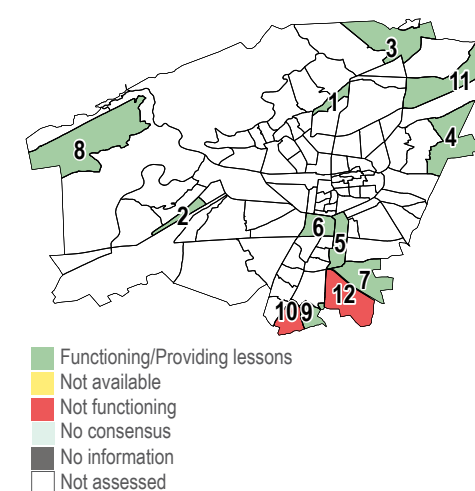 3
11
1
4
8
2
6
5
7
12
10 9
Functioning/Providing lessons
Not available
Not functioning
No consensus
No information
Not assessed